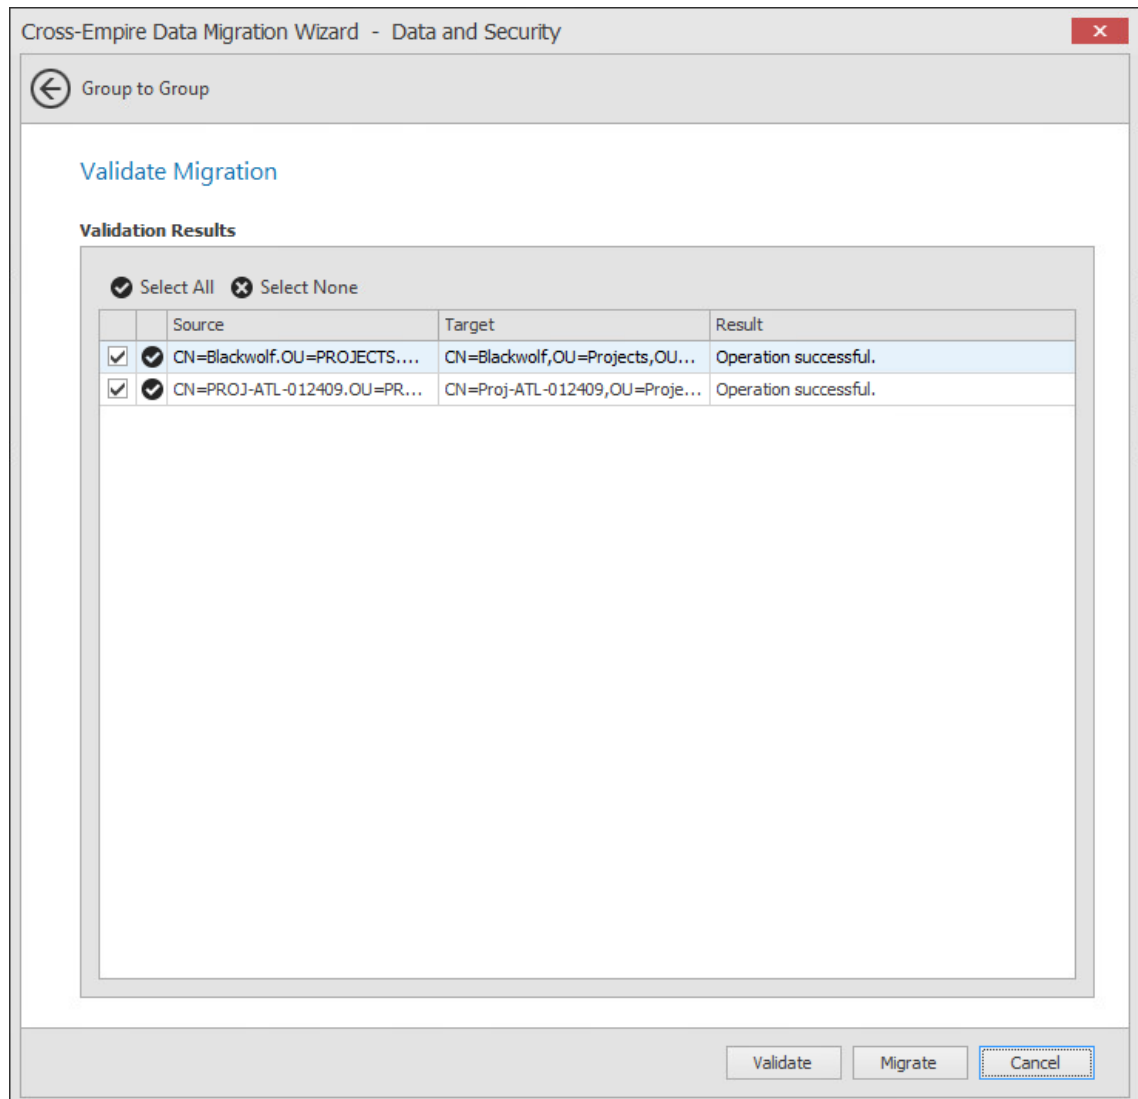 Cross-Empire Data Migration Wizard - Data and Security
Group to Group
Validate Migration
Validation Results
Select All Select None
Source Target Result
CN=Blackwolf.OU=PROJECTS.... CN=Blackwolf,OU=Projects,OU... Operation successful.
CN=PROJ-ATL-012409.OU=PR... CN=Proj-ATL-012409,OU=Proje... Operation successful.
Validate Migrate Cancel